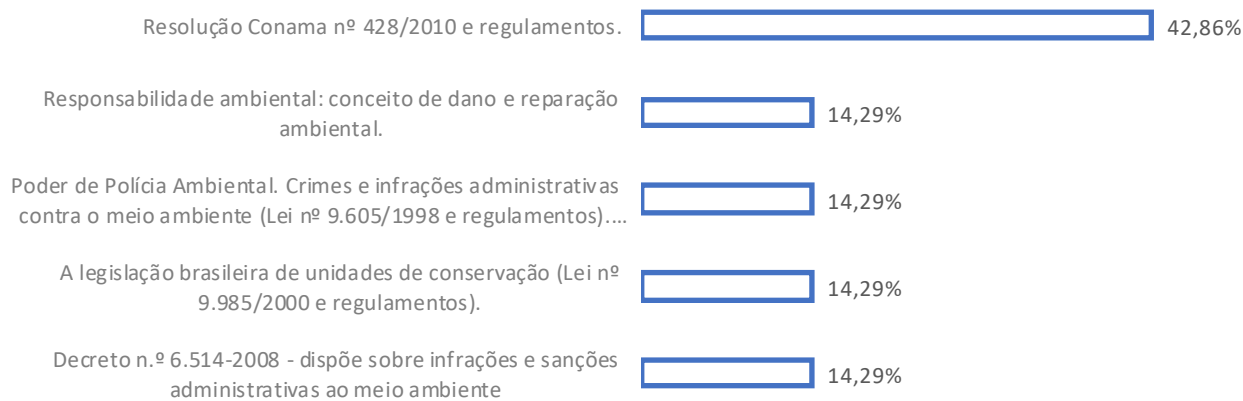 Resolução Conama nº 428/2010 e regulamentos.
42,86%
Responsabilidade ambiental: conceito de dano e reparação
ambiental.
14,29%
Poder de Polícia Ambiental. Crimes e infrações administrativas
contra o meio ambiente (Lei nº 9.605/1998 e regulamentos)....
14,29%
A legislação brasileira de unidades de conservação (Lei nº
9.985/2000 e regulamentos).
14,29%
Decreto n.º 6.514-2008 - dispõe sobre infrações e sanções
administrativas ao meio ambiente
14,29%